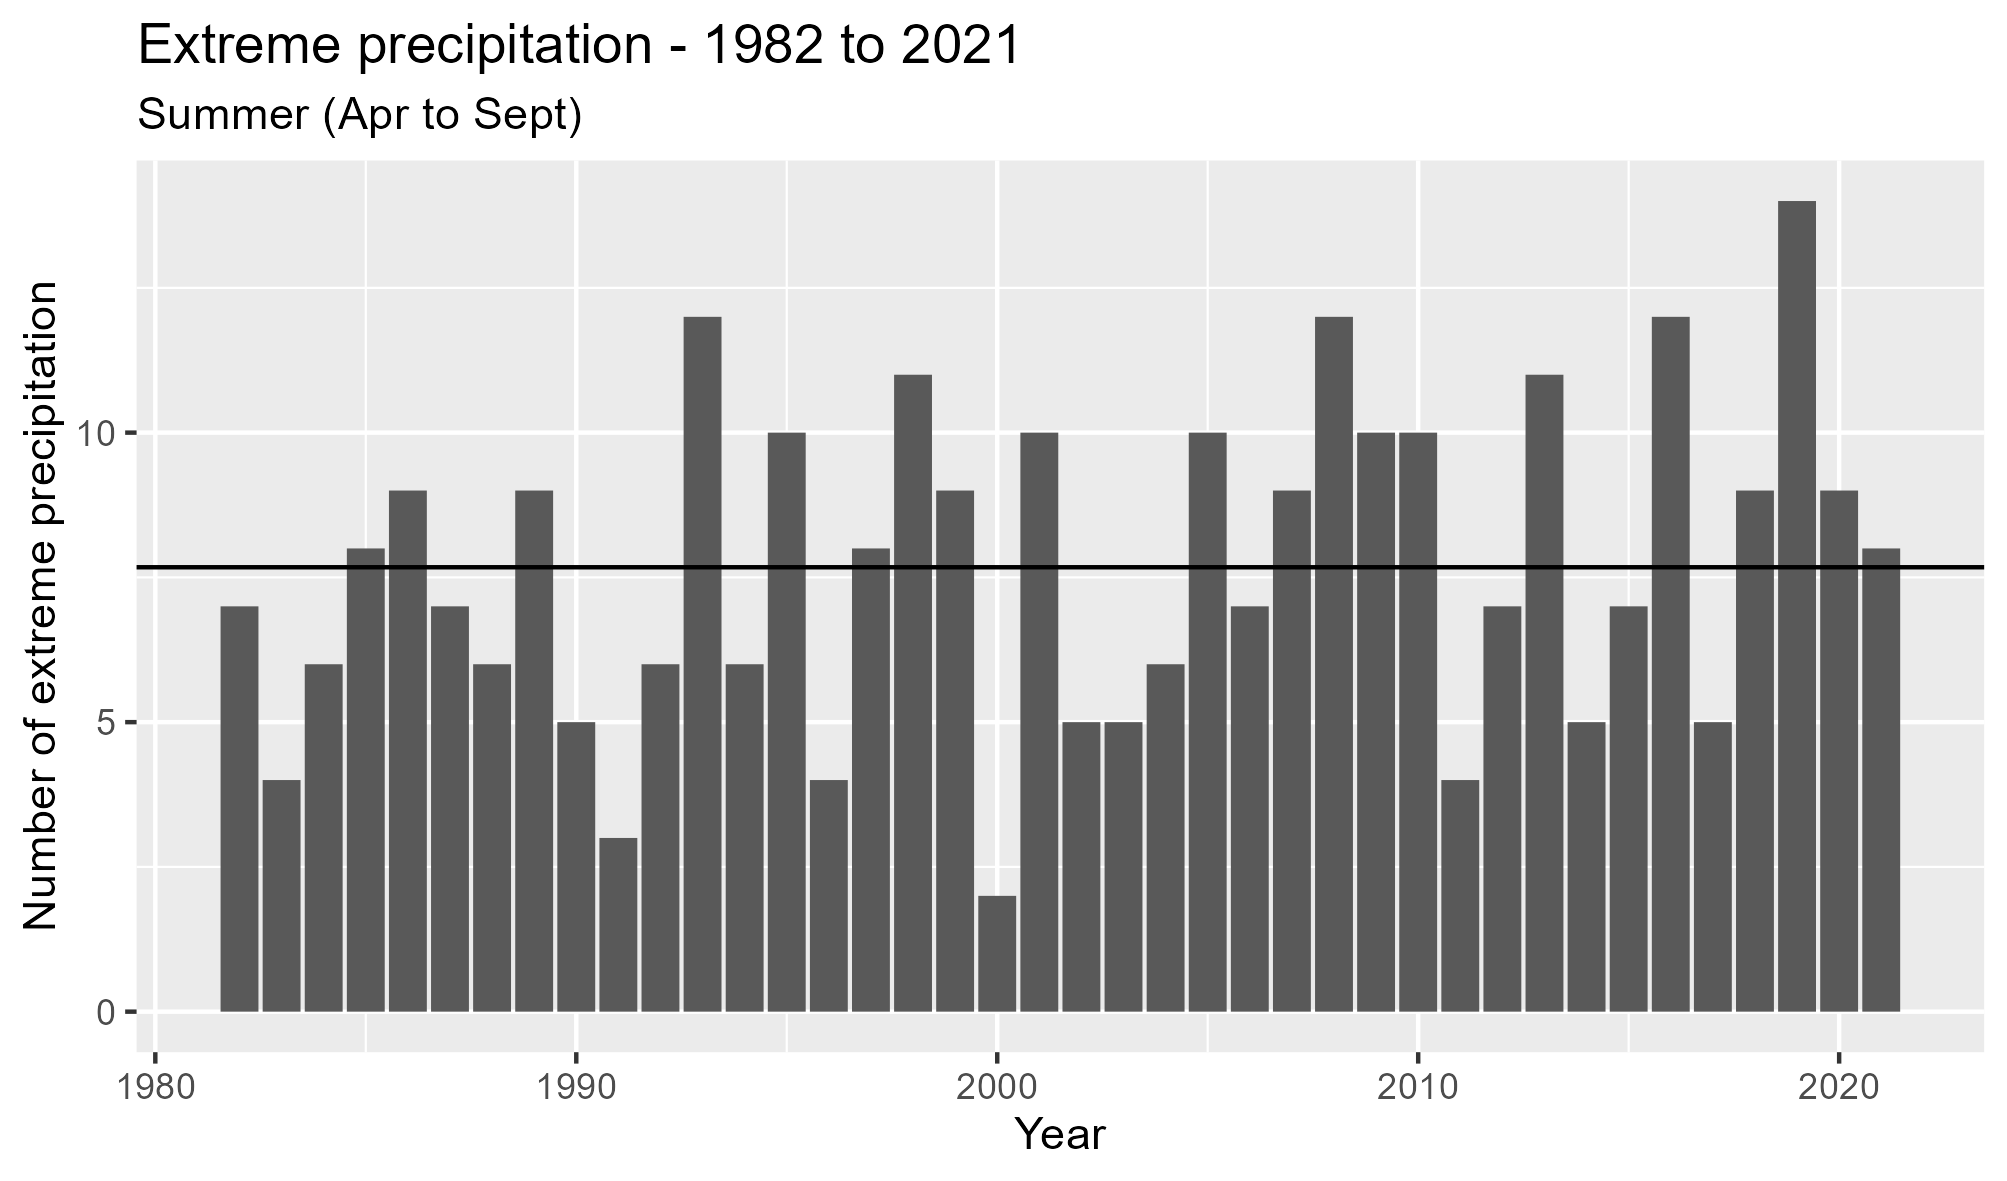 Extreme precipitation - 1982 to 2021
Summer (Apr to Sept)
Number of extreme precipitation
10
5
0
1980
1990
2000
2010
2020
Year